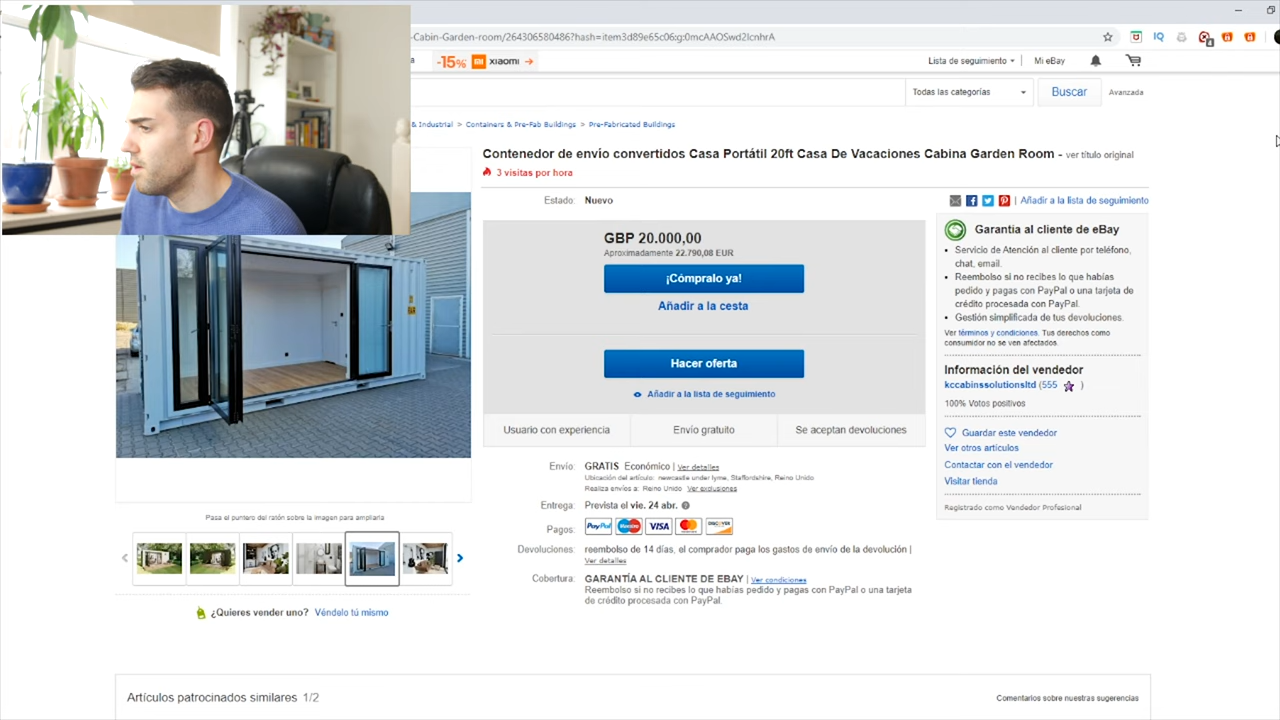 -Cabin-Garden-room/264306580486?hash=item3d89e65c06:g:0mcAAOSwd2IcnhrA
-15% mi xiaomi →
Lista de seguimiento
Mi eBay
Todas las categorías
Buscar
Avanzada
& Industrial > Containers & Pre-Fab Buildings > Pre-Fabricated Buildings
Contenedor de envio convertidos Casa Portátil 20ft Casa De Vacaciones Cabina Garden Room - ver título original
3 visitas por hora
Estado: Nuevo
| Añadir a la lista de seguimiento
GBP 20.000,00
Aproximadamente 22.790,08 EUR
¡Cómpralo ya!
Añadir a la cesta
Hacer oferta
Añadir a la lista de seguimiento
Usuario con experiencia
Envío gratuito
Se aceptan devoluciones
Garantía al cliente de eBay
Servicio de Atención al cliente por teléfono,
chat, email.
Reembolso si no recibes lo que habías
pedido y pagas con PayPal o una tarjeta de
crédito procesada con PayPal.
Gestión simplificada de tus devoluciones.
Ver términos y condiciones. Tus derechos como
consumidor no se ven afectados.
Información del vendedor
kccabinssolutionsltd (555 )
100% Votos positivos
Guardar este vendedor
Ver otros artículos
Contactar con el vendedor
Visitar tienda
Registrado como Vendedor Profesional
Envío: GRATIS Económico | Ver detalles
Ubicación del artículo: newcastle under lyme, Staffordshire, Reino Unido
Realiza envíos a: Reino Unido Ver exclusiones
Entrega: Prevista el vie. 24 abr.
Pagos: PayPal Maestro VISA MasterCard DISCOVER
Devoluciones: reembolso de 14 días, el comprador paga los gastos de envío de la devolución |
Ver detalles
Cobertura: GARANTÍA AL CLIENTE DE EBAY | Ver condiciones
Reembolso si no recibes lo que habías pedido y pagas con PayPal o una tarjeta
de crédito procesada con PayPal.
Pasa el puntero del ratón sobre la imagen para ampliarla
¿Quieres vender uno? Véndelo tú mismo
Artículos patrocinados similares 1/2
Comentarios sobre nuestras sugerencias